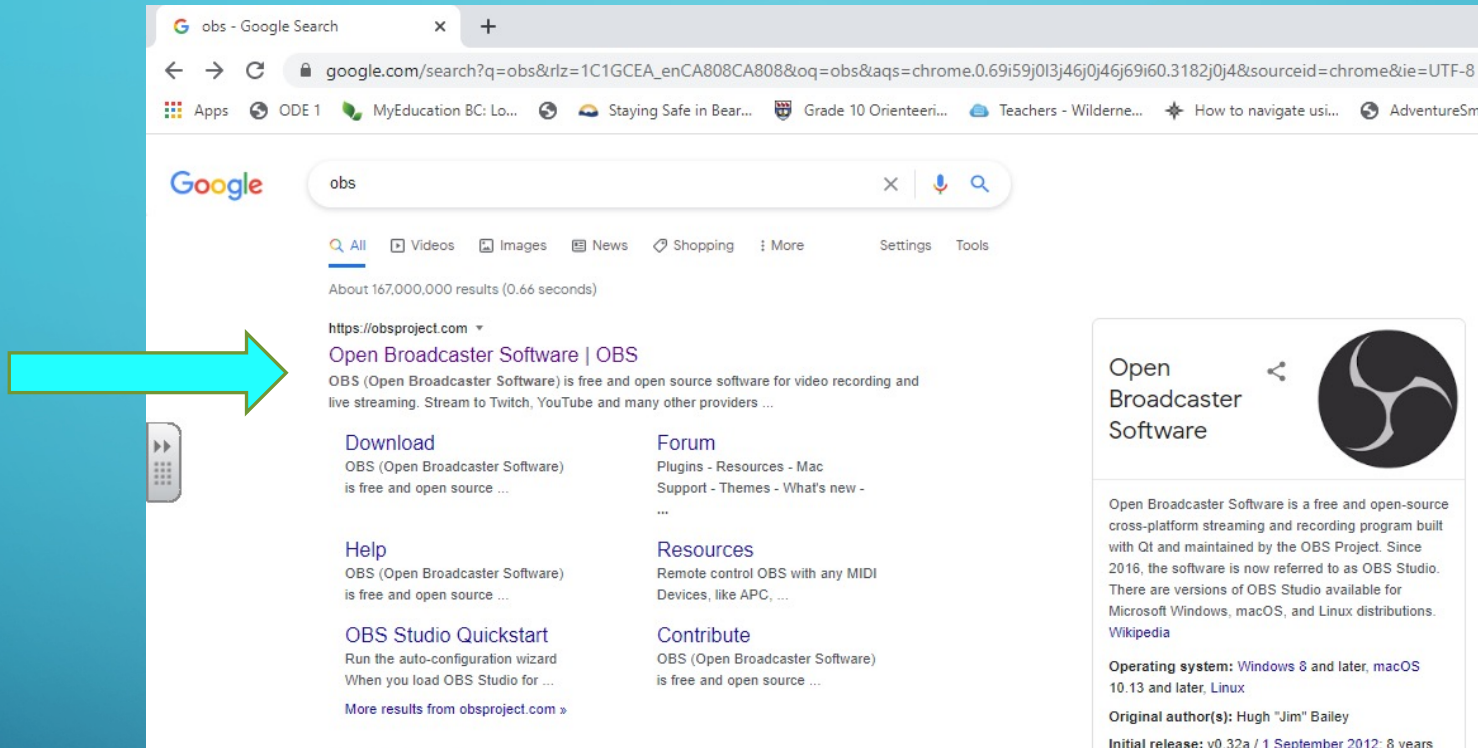 obs - Google Search
google.com/search?q=obs&rlz=1C1GCEA_enCA808CA808&oq=obs&aqs=chrome.0.69i59j0l3j46j0j46j69i60.3182j0j4&sourceid=chrome&ie=UTF-8
Apps ODE 1 MyEducation BC: Lo... Staying Safe in Bear... Grade 10 Orienteeri... Teachers - Wilderne... How to navigate usi... AdventureSm
Google obs
All Videos Images News Shopping More Settings Tools
About 167,000,000 results (0.66 seconds)
https://obsproject.com
Open Broadcaster Software | OBS
OBS (Open Broadcaster Software) is free and open source software for video recording and
live streaming. Stream to Twitch, YouTube and many other providers ...
Download
OBS (Open Broadcaster Software)
is free and open source ...
Forum
Plugins - Resources - Mac
Support - Themes - What's new -
...
Help
OBS (Open Broadcaster Software)
is free and open source ...
Resources
Remote control OBS with any MIDI
Devices, like APC, ...
OBS Studio Quickstart
Run the auto-configuration wizard
When you load OBS Studio for ...
Contribute
OBS (Open Broadcaster Software)
is free and open source ...
More results from obsproject.com »
Open
Broadcaster
Software
Open Broadcaster Software is a free and open-source
cross-platform streaming and recording program built
with Qt and maintained by the OBS Project. Since
2016, the software is now referred to as OBS Studio.
There are versions of OBS Studio available for
Microsoft Windows, macOS, and Linux distributions.
Wikipedia
Operating system: Windows 8 and later, macOS
10.13 and later, Linux
Original author(s): Hugh "Jim" Bailey
Initial release: v0.32a / 1 September 2012; 8 years